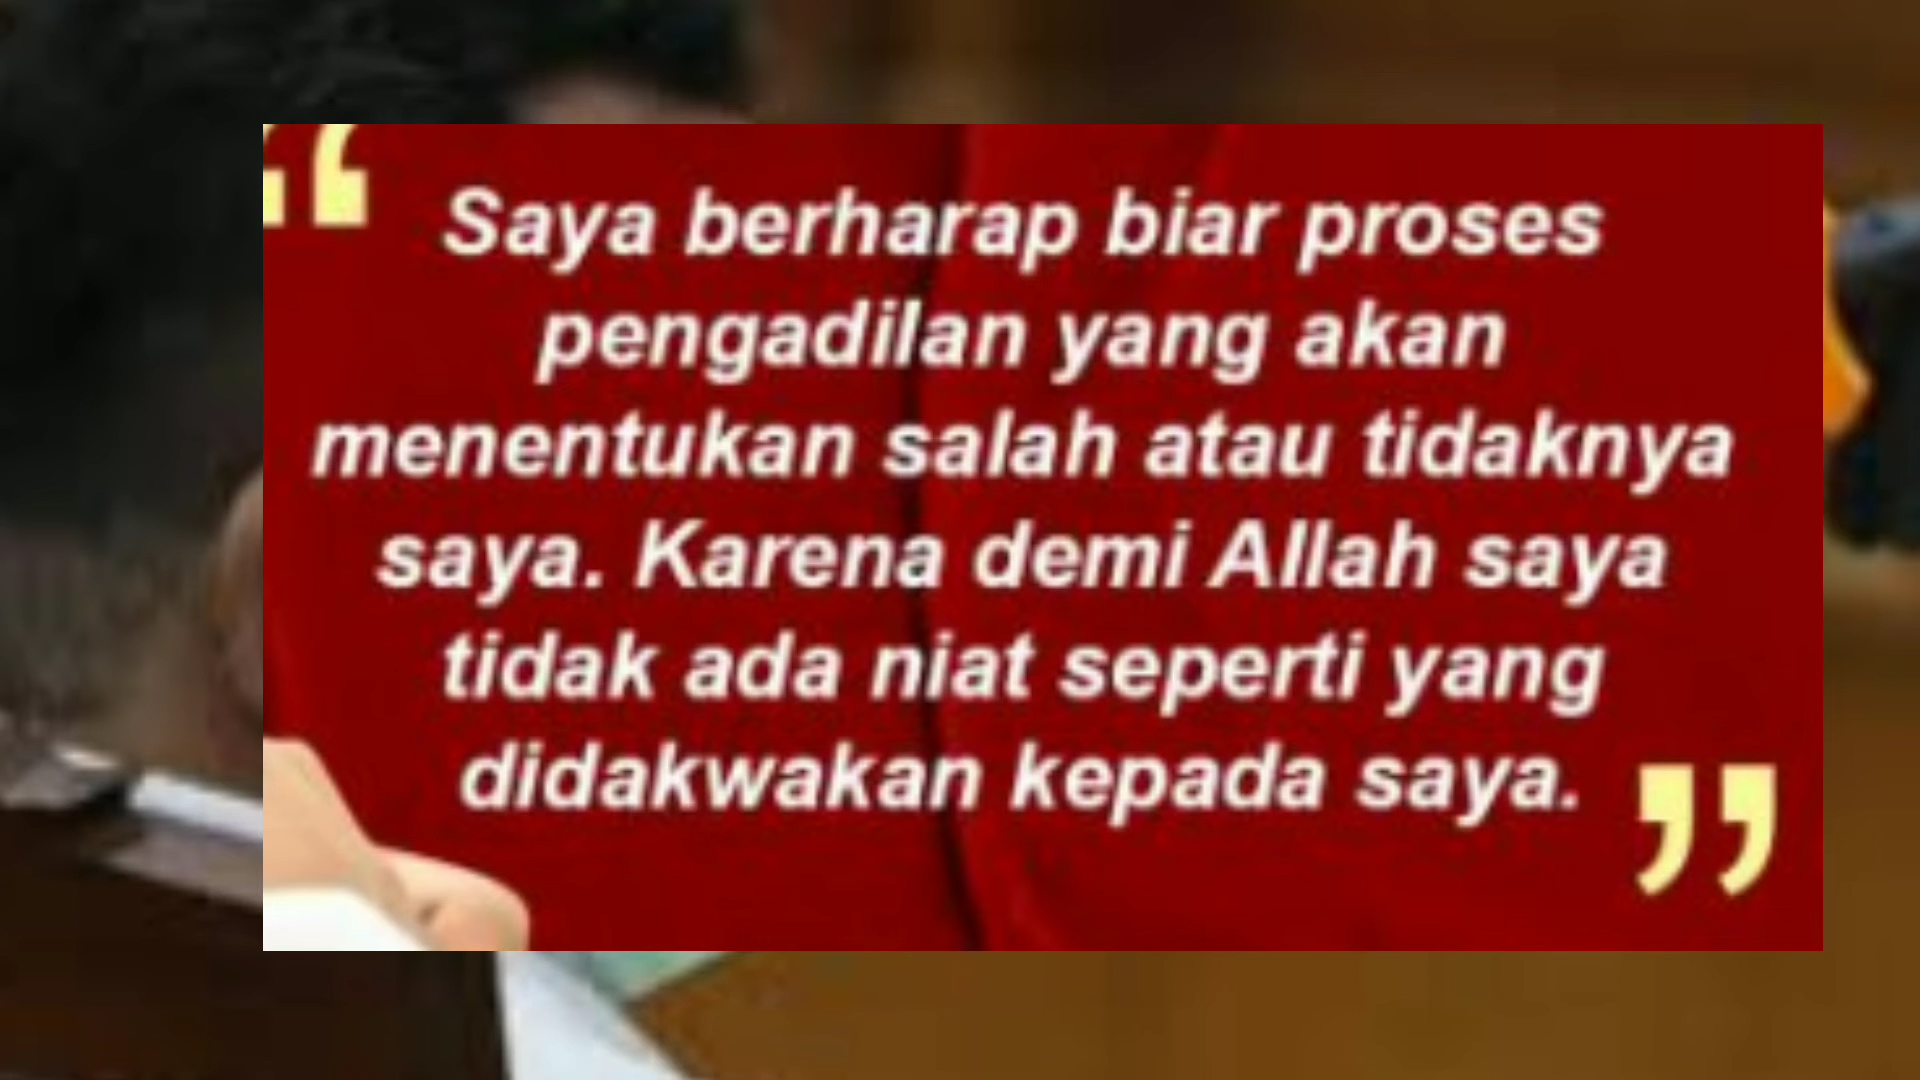 “ Saya berharap biar proses
pengadilan yang akan
menentukan salah atau tidaknya
saya. Karena demi Allah saya
tidak ada niat seperti yang
didakwakan kepada saya. ”